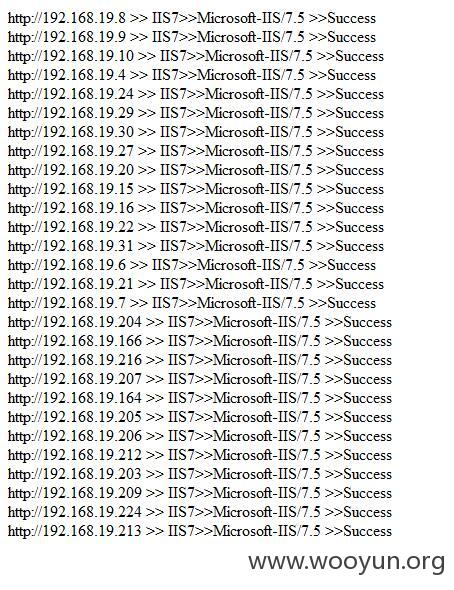 http://192.168.19.8 >> IIS7>>Microsoft-IIS/7.5 >>Success
http://192.168.19.9 >> IIS7>>Microsoft-IIS/7.5 >>Success
http://192.168.19.10 >> IIS7>>Microsoft-IIS/7.5 >>Success
http://192.168.19.4 >> IIS7>>Microsoft-IIS/7.5 >>Success
http://192.168.19.24 >> IIS7>>Microsoft-IIS/7.5 >>Success
http://192.168.19.29 >> IIS7>>Microsoft-IIS/7.5 >>Success
http://192.168.19.30 >> IIS7>>Microsoft-IIS/7.5 >>Success
http://192.168.19.27 >> IIS7>>Microsoft-IIS/7.5 >>Success
http://192.168.19.20 >> IIS7>>Microsoft-IIS/7.5 >>Success
http://192.168.19.15 >> IIS7>>Microsoft-IIS/7.5 >>Success
http://192.168.19.16 >> IIS7>>Microsoft-IIS/7.5 >>Success
http://192.168.19.22 >> IIS7>>Microsoft-IIS/7.5 >>Success
http://192.168.19.31 >> IIS7>>Microsoft-IIS/7.5 >>Success
http://192.168.19.6 >> IIS7>>Microsoft-IIS/7.5 >>Success
http://192.168.19.21 >> IIS7>>Microsoft-IIS/7.5 >>Success
http://192.168.19.7 >> IIS7>>Microsoft-IIS/7.5 >>Success
http://192.168.19.204 >> IIS7>>Microsoft-IIS/7.5 >>Success
http://192.168.19.166 >> IIS7>>Microsoft-IIS/7.5 >>Success
http://192.168.19.216 >> IIS7>>Microsoft-IIS/7.5 >>Success
http://192.168.19.207 >> IIS7>>Microsoft-IIS/7.5 >>Success
http://192.168.19.164 >> IIS7>>Microsoft-IIS/7.5 >>Success
http://192.168.19.205 >> IIS7>>Microsoft-IIS/7.5 >>Success
http://192.168.19.206 >> IIS7>>Microsoft-IIS/7.5 >>Success
http://192.168.19.212 >> IIS7>>Microsoft-IIS/7.5 >>Success
http://192.168.19.203 >> IIS7>>Microsoft-IIS/7.5 >>Success
http://192.168.19.209 >> IIS7>>Microsoft-IIS/7.5 >>Success
http://192.168.19.224 >> IIS7>>Microsoft-IIS/7.5 >>Success
http://192.168.19.213 >> IIS7>>Microsoft-IIS/7.5 >>Success
www.wooyun.org